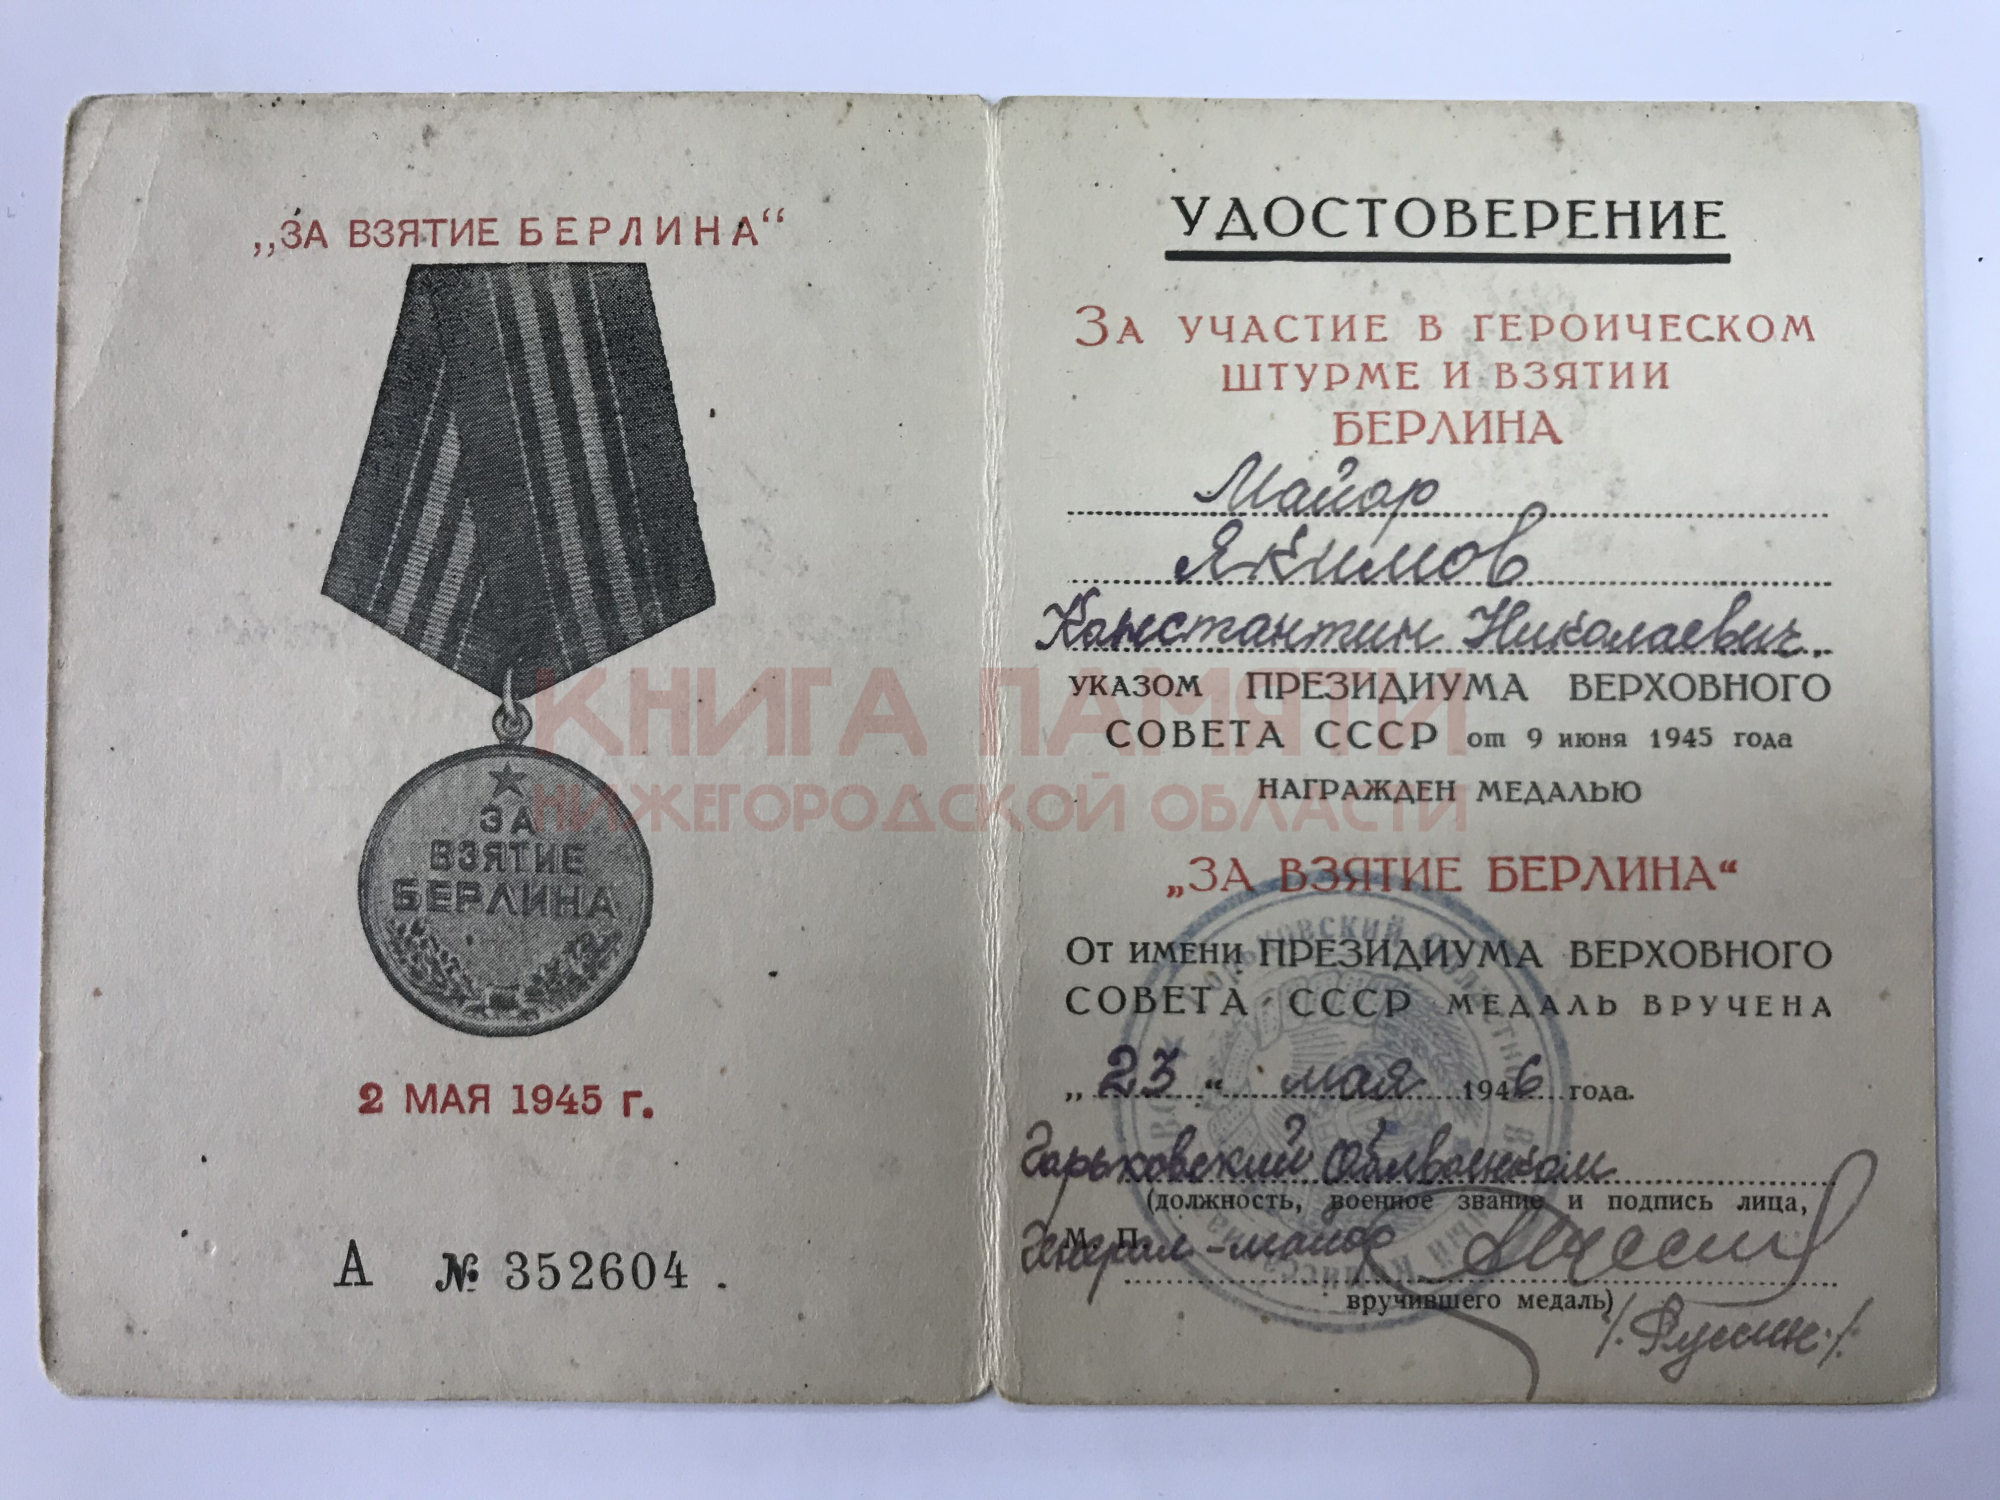 „ЗА ВЗЯТИЕ БЕРЛИНА“
ЗА
ВЗЯТИЕ
БЕРЛИНА
2 МАЯ 1945 г.
А № 352604
УДОСТОВЕРЕНИЕ
ЗА УЧАСТИЕ В ГЕРОИЧЕСКОМ
ШТУРМЕ И ВЗЯТИИ
БЕРЛИНА
Майор
Якимов
Константин Николаевич
УКАЗОМ ПРЕЗИДИУМА ВЕРХОВНОГО
СОВЕТА СССР от 9 июня 1945 года
НАГРАЖДЕН МЕДАЛЬЮ
„ЗА ВЗЯТИЕ БЕРЛИНА“
ОТ ИМЕНИ ПРЕЗИДИУМА ВЕРХОВНОГО
СОВЕТА СССР МЕДАЛЬ ВРУЧЕНА
„23“ мая 1946 года.
Горьковский Облвоенком
(должность, военное звание и подпись лица,
М. П.
Генерал-майор
вручившего медаль)
/.Русин./
КНИГА ПАМЯТИ
НИЖЕГОРОДСКОЙ ОБЛАСТИ